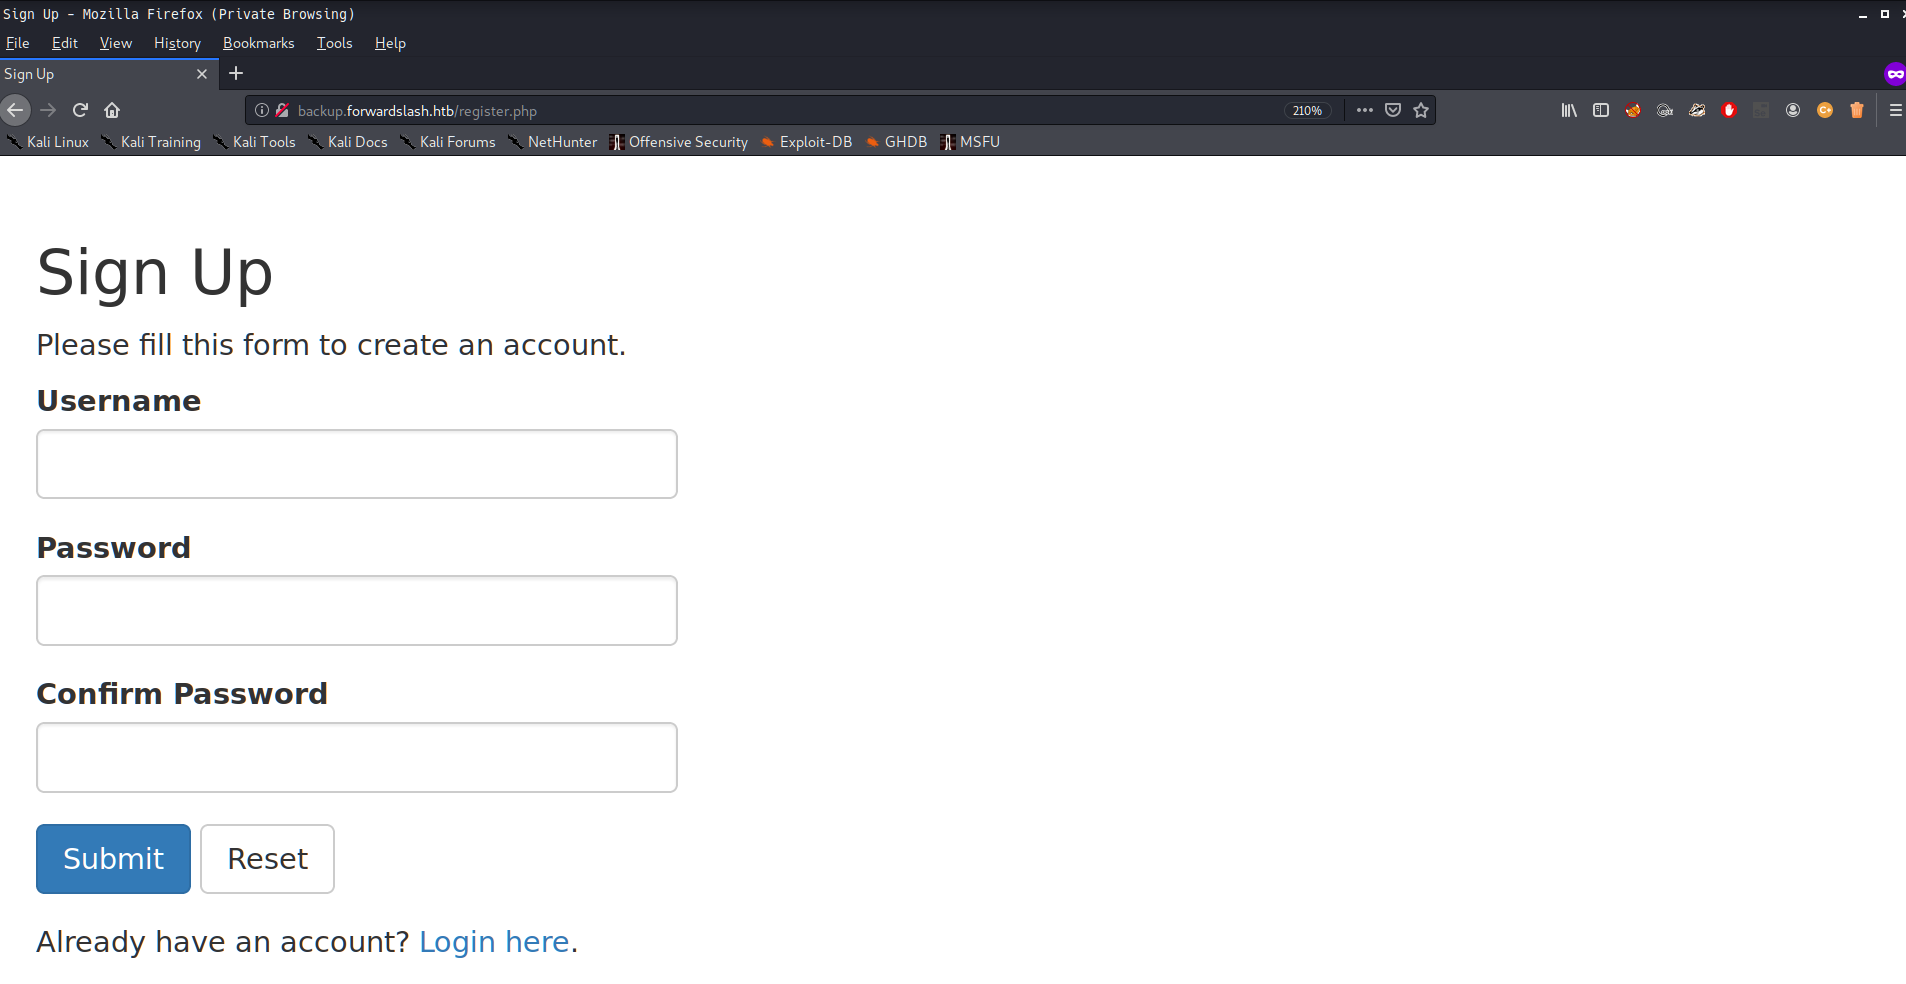 Sign Up - Mozilla Firefox (Private Browsing)
File Edit View History Bookmarks Tools Help
Sign Up
backup.forwardslash.htb/register.php 210%
Kali Linux Kali Training Kali Tools Kali Docs Kali Forums NetHunter Offensive Security Exploit-DB GHDB MSFU
Sign Up
Please fill this form to create an account.
Username
Password
Confirm Password
Submit Reset
Already have an account? Login here.